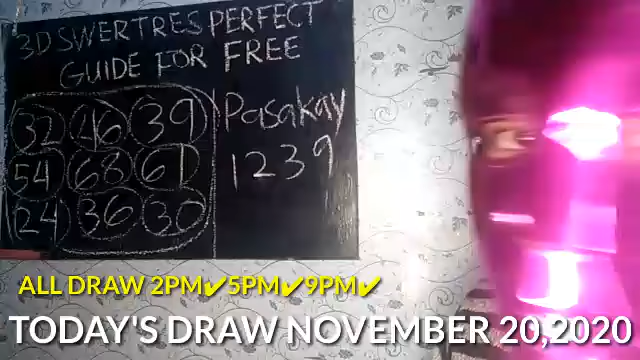 3D SWERTRES PERFECT
GUIDE FOR FREE
32 46 39
54 68 61
24 36 30
Pasakay
1239
ALL DRAW 2PM✔5PM✔9PM✔
TODAY'S DRAW NOVEMBER 20,2020